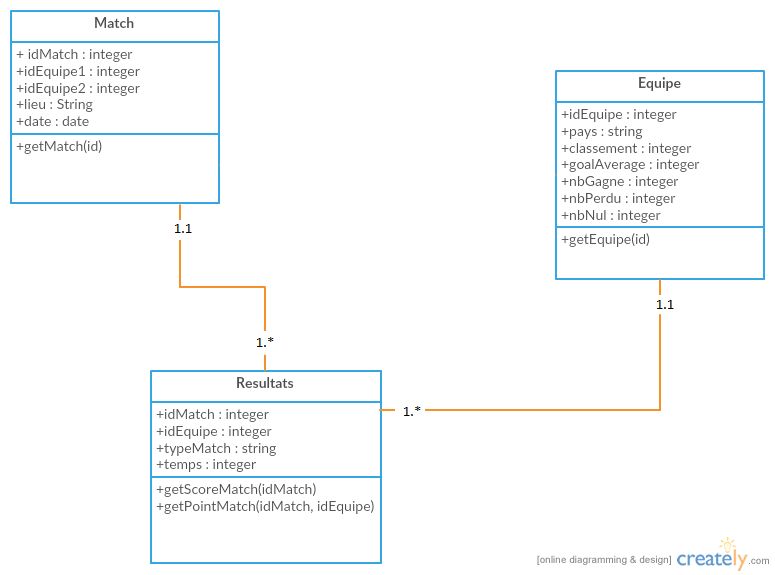 Match
+ idMatch : integer
+idEquipe1 : integer
+idEquipe2 : integer
+lieu : String
+date : date
+getMatch(id)
Equipe
+idEquipe : integer
+pays : string
+classement : integer
+goalAverage : integer
+nbGagne : integer
+nbPerdu : integer
+nbNul : integer
+getEquipe(id)
1.1
1.1
1.*
Resultats
+idMatch : integer
+idEquipe : integer
+typeMatch : string
+temps : integer
+getScoreMatch(idMatch)
+getPointMatch(idMatch, idEquipe)
1.*
[online diagramming & design] creately.com